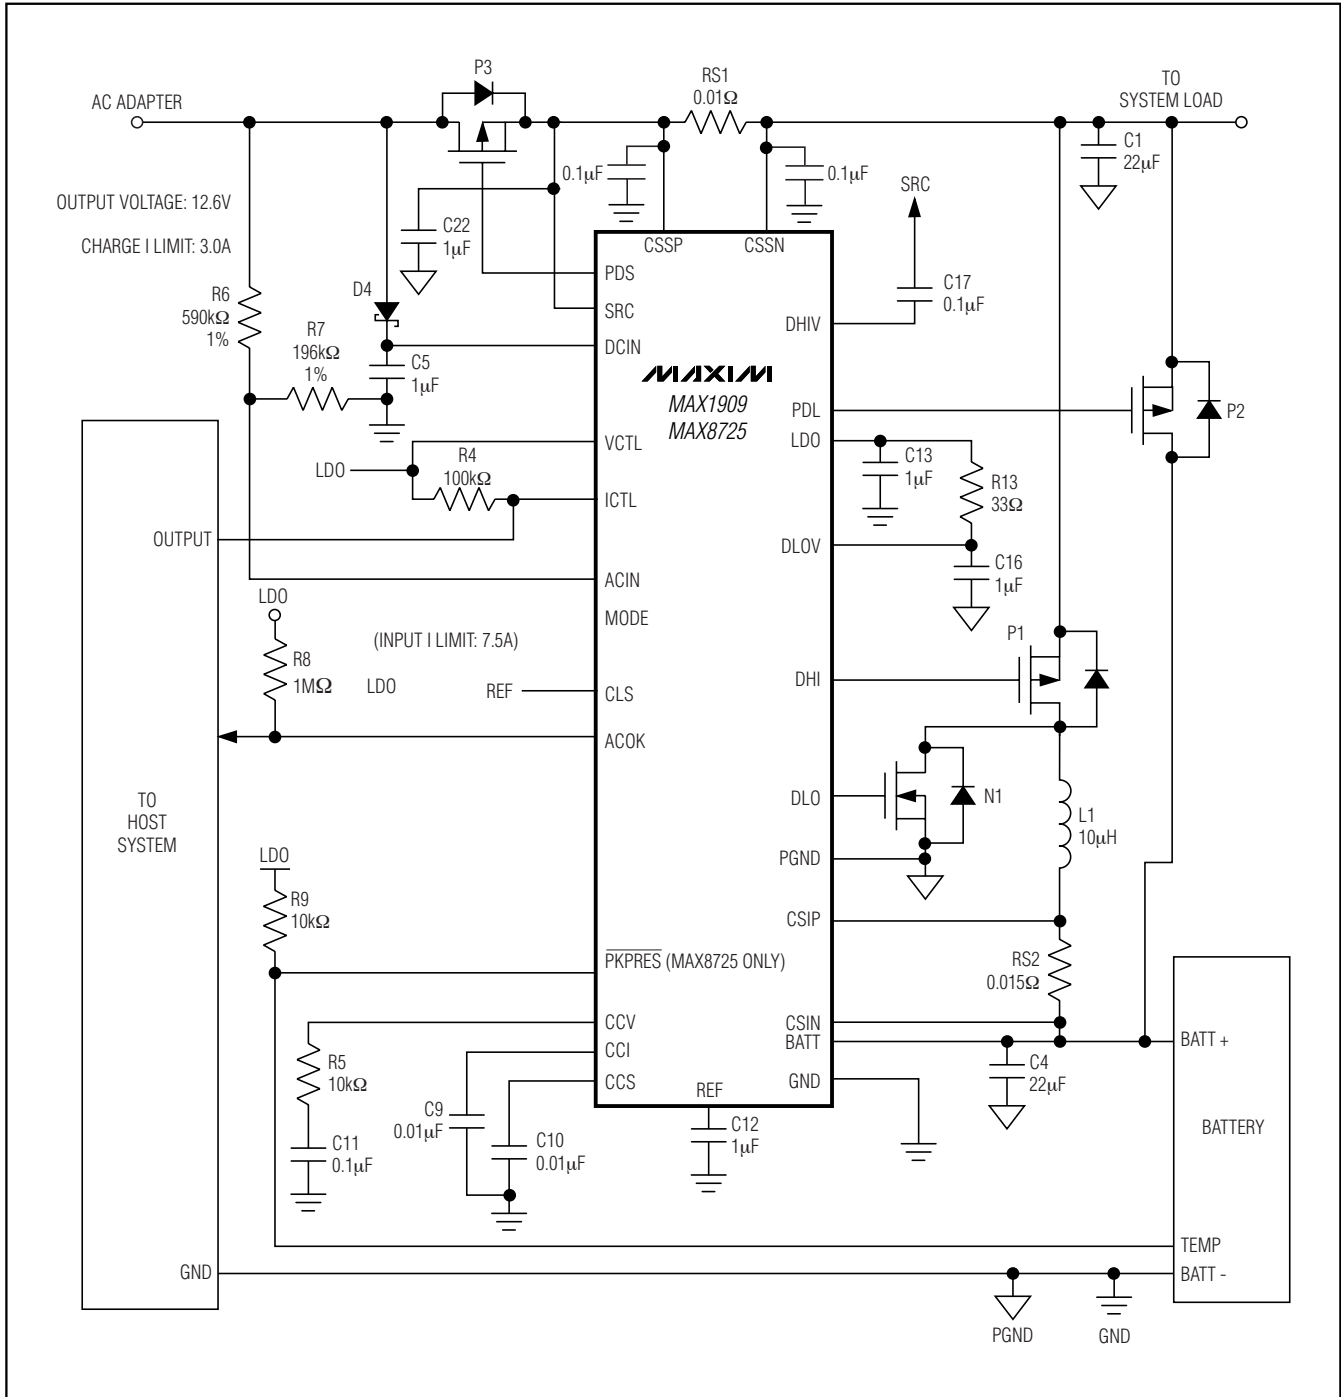 P3
RS1
0.01Ω
TO
SYSTEM LOAD
AC ADAPTER
C1
22µF
0.1µF
0.1µF
OUTPUT VOLTAGE: 12.6V
SRC
CHARGE I LIMIT: 3.0A
C22
1µF
CSSP
CSSN
PDS
C17
0.1µF
R6
590kΩ
1%
D4
SRC
DHIV
R7
196kΩ
1%
DCIN
C5
1µF
MAXIM
MAX1909
MAX8725
PDL
P2
VCTL
LDO
LDO
R4
100kΩ
C13
1µF
R13
33Ω
ICTL
OUTPUT
DLOV
ACIN
C16
1µF
LDO
MODE
P1
(INPUT I LIMIT: 7.5A)
R8
1MΩ
LDO
REF
CLS
DHI
ACOK
TO
HOST
SYSTEM
DLO
N1
L1
10µH
LDO
PGND
R9
10kΩ
CSIP
PKPRES (MAX8725 ONLY)
RS2
0.015Ω
CCV
CSIN
BATT
BATT +
CCI
R5
10kΩ
CCS
GND
C4
22µF
REF
C9
0.01µF
C12
1µF
BATTERY
C11
0.1µF
C10
0.01µF
TEMP
GND
BATT -
PGND
GND